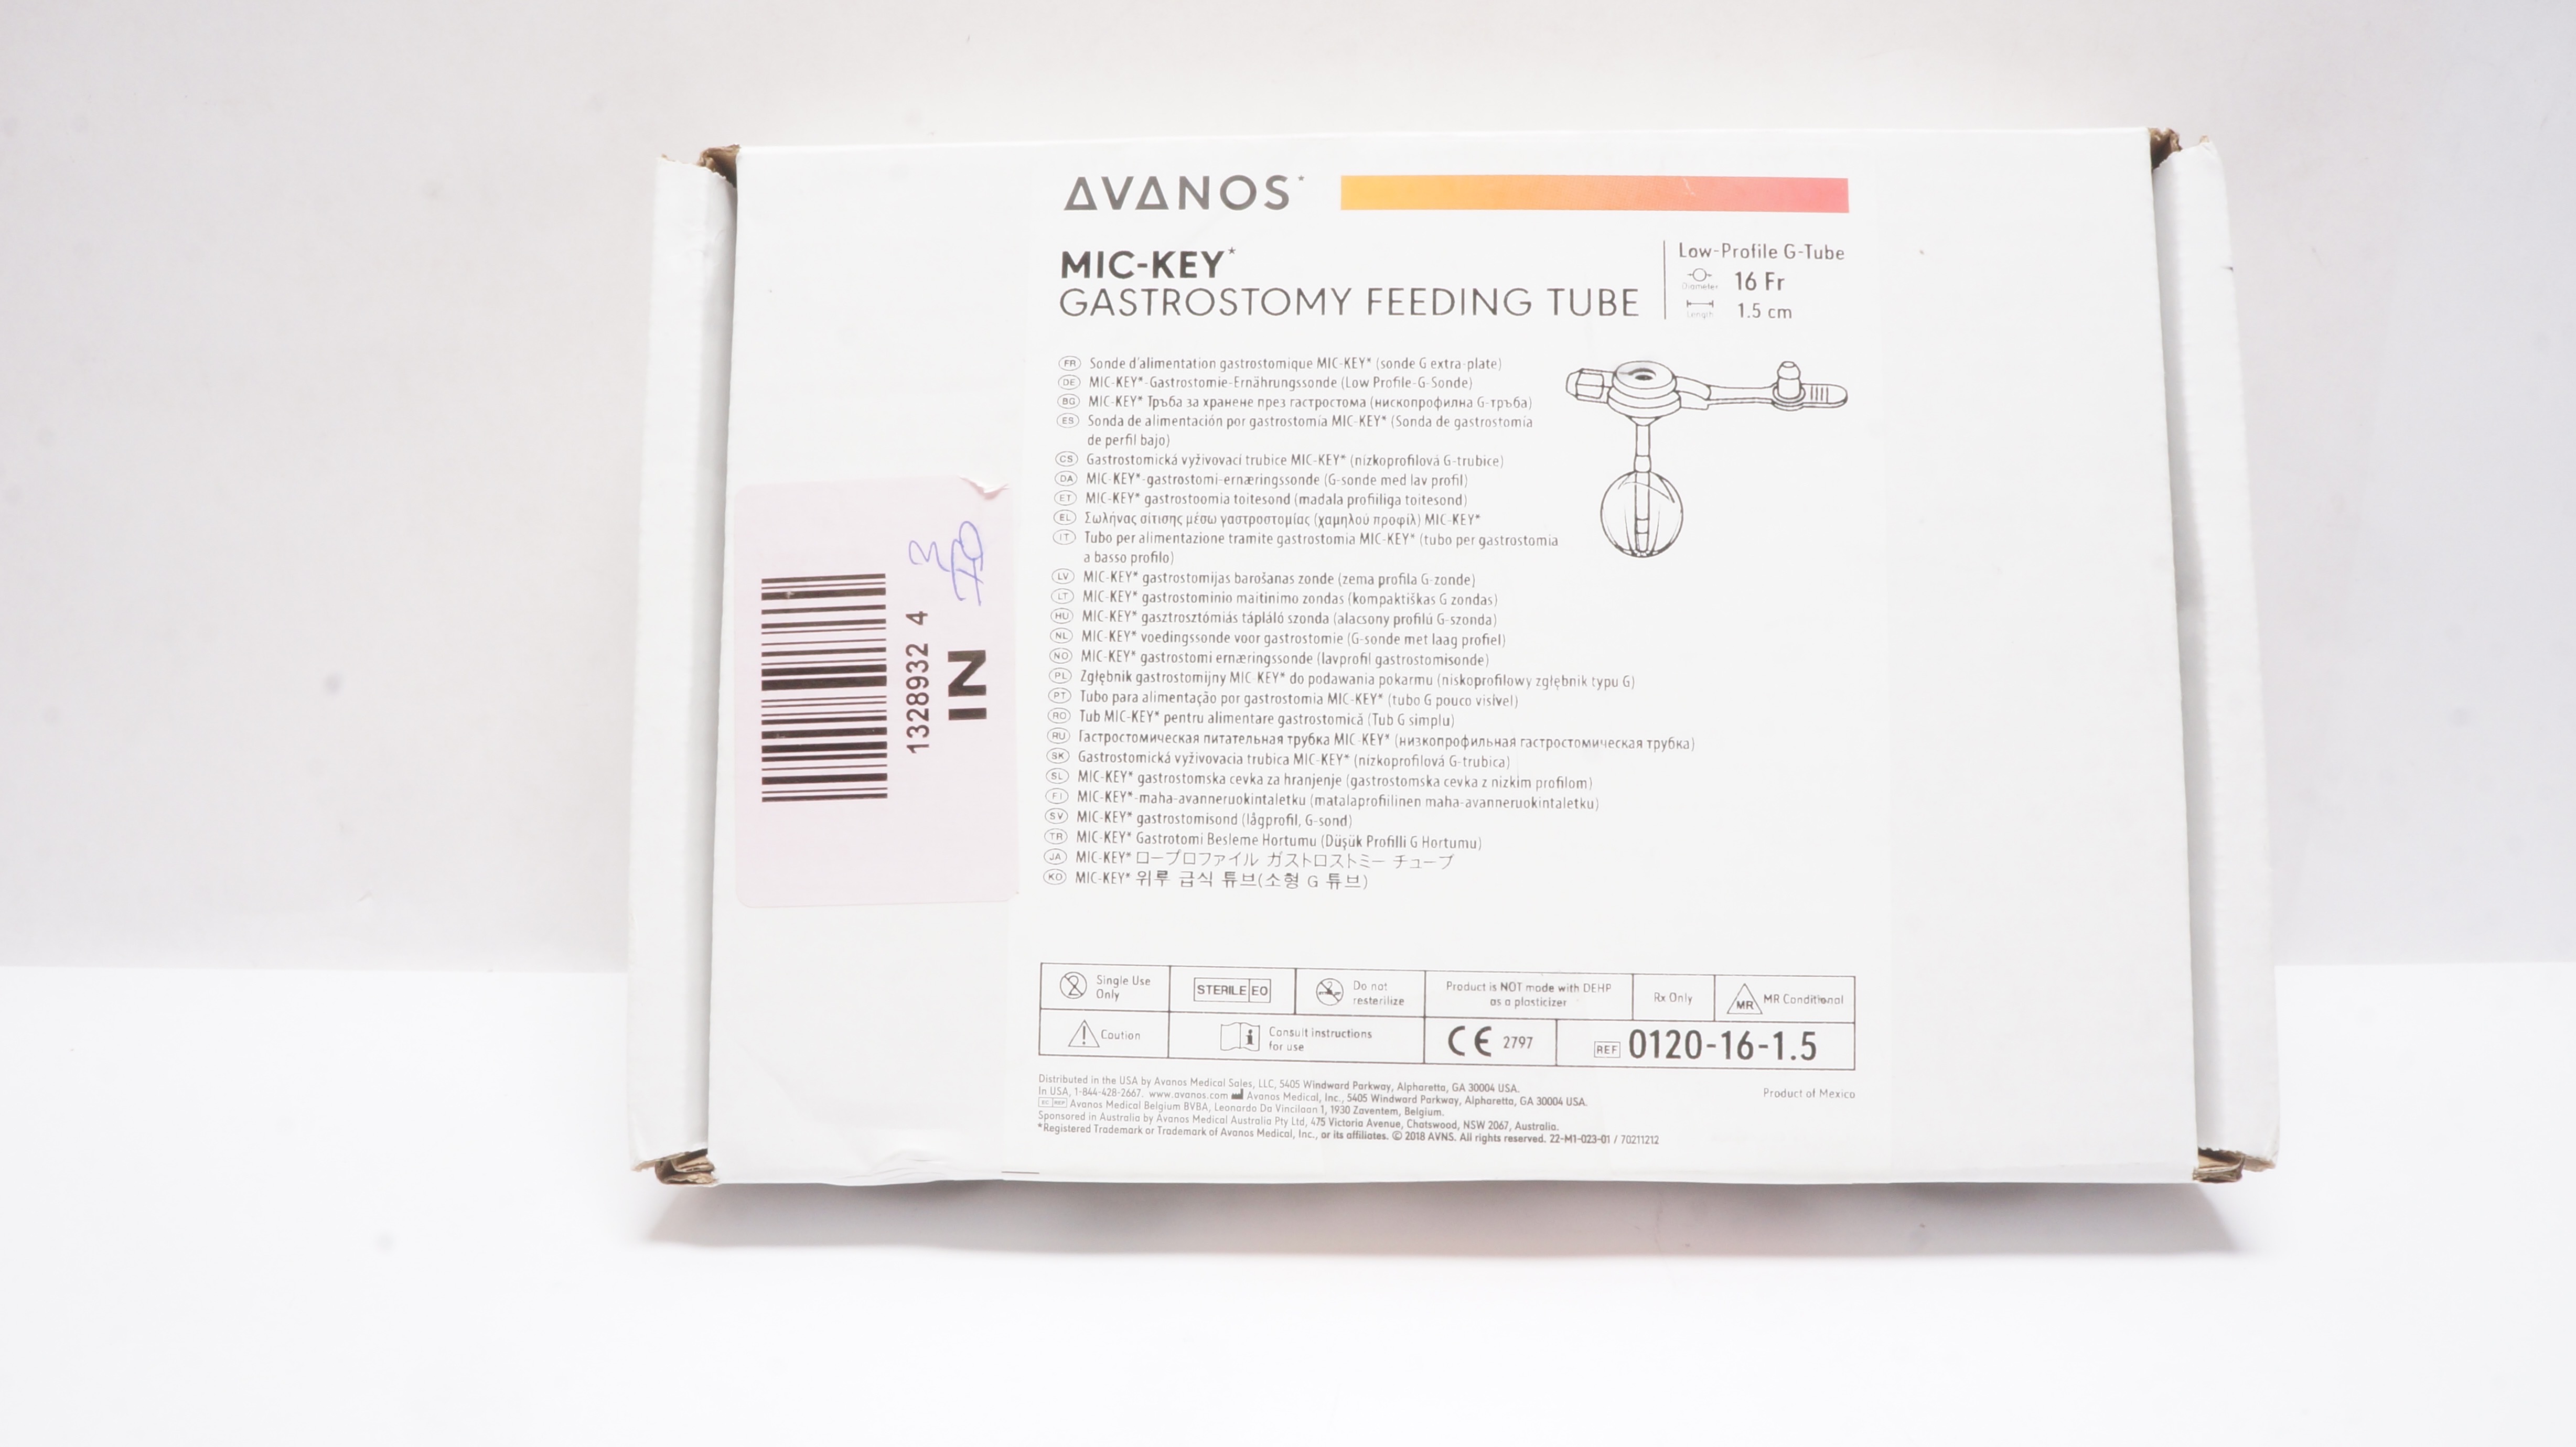 AVANOS*
MIC-KEY*
GASTROSTOMY FEEDING TUBE
Low-Profile G-Tube
Diameter 16 Fr
Length 1.5 cm
FR Sonde d'alimentation gastrostomique MIC-KEY* (sonde G extra-plate)
DE MIC-KEY*-Gastrostomie-Ernährungssonde (Low Profile-G-Sonde)
BG MIC-KEY* Тръба за хранене през гастростома (нископрофилна G-тръба)
ES Sonda de alimentación por gastrostomía MIC-KEY* (Sonda de gastrostomía
de perfil bajo)
CS Gastrostomická vyživovací trubice MIC-KEY* (nízkoprofilová G-trubice)
DA MIC-KEY*-gastrostomi-ernæringssonde (G-sonde med lav profil)
ET MIC-KEY* gastrostoomia toitesond (madala profiiliga toitesond)
EL Σωλήνας σίτισης μέσω γαστροστομίας (χαμηλού προφίλ) MIC-KEY*
IT Tubo per alimentazione tramite gastrostomia MIC-KEY* (tubo per gastrostomia
a basso profilo)
LV MIC-KEY* gastrostomijas barošanas zonde (zema profila G-zonde)
LT MIC-KEY* gastrostominio maitinimo zondas (kompaktiškas G zondas)
HU MIC-KEY* gasztrosztómiás tápláló szonda (alacsony profilú G-szonda)
NL MIC-KEY* voedingssonde voor gastrostomie (G-sonde met laag profiel)
NO MIC-KEY* gastrostomi ernæringssonde (lavprofil gastrostomisonde)
PL Zgłębnik gastrostomijny MIC-KEY* do podawania pokarmu (niskoprofilowy zgłębnik typu G)
PT Tubo para alimentação por gastrostomia MIC-KEY* (tubo G pouco visível)
RO Tub MIC-KEY* pentru alimentare gastrostomică (Tub G simplu)
RU Гастростомическая питательная трубка MIC-KEY* (низкопрофильная гастростомическая трубка)
SK Gastrostomická vyživovacia trubica MIC-KEY* (nízkoprofilová G-trubica)
SL MIC-KEY* gastrostomska cevka za hranjenje (gastrostomska cevka z nizkim profilom)
FI MIC-KEY*-maha-avanneruokintaletku (matalaprofiilinen maha-avanneruokintaletku)
SV MIC-KEY* gastrostomisond (lågprofil, G-sond)
TR MIC-KEY* Gastrotomi Besleme Hortumu (Düşük Profilli G Hortumu)
JA MIC-KEY* ロープロファイル ガストロストミー チューブ
KO MIC-KEY* 위루 급식 튜브(소형 G 튜브)
1328932 4
IN
Single Use
Only
STERILE EO
Do not
resterilize
Product is NOT made with DEHP
as a plasticizer
Rx Only
MR MR Conditional
Caution
Consult instructions
for use
CE 2797
REF 0120-16-1.5
Distributed in the USA by Avanos Medical Sales, LLC, 5405 Windward Parkway, Alpharetta, GA 30004 USA.
In USA, 1-844-428-2667, www.avanos.com Avanos Medical, Inc., 5405 Windward Parkway, Alpharetta, GA 30004 USA.
EC REP Avanos Medical Belgium BVBA, Leonardo Da Vincilaan 1, 1930 Zaventem, Belgium.
Sponsored in Australia by Avanos Medical Australia Pty Ltd, 475 Victoria Avenue, Chatswood, NSW 2067, Australia.
*Registered Trademark or Trademark of Avanos Medical, Inc., or its affiliates. © 2018 AVNS. All rights reserved. 22-M1-023-01 / 70211212
Product of Mexico